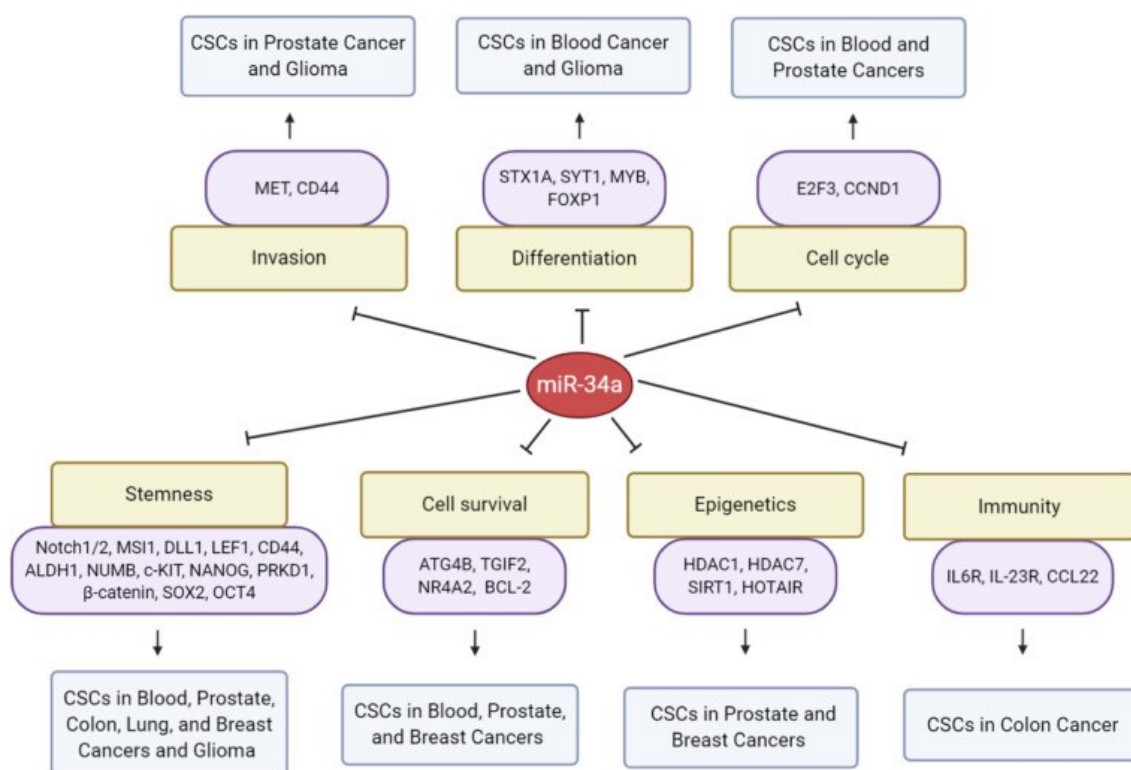 CSCs in Prostate Cancer
and Glioma
CSCs in Blood Cancer
and Glioma
CSCs in Blood and
Prostate Cancers
MET, CD44
STX1A, SYT1, MYB,
FOXP1
E2F3, CCND1
Invasion
Differentiation
Cell cycle
miR-34a
Stemness
Cell survival
Epigenetics
Immunity
Notch1/2, MSI1, DLL1, LEF1, CD44,
ALDH1, NUMB, c-KIT, NANOG, PRKD1,
β-catenin, SOX2, OCT4
ATG4B, TGIF2,
NR4A2, BCL-2
HDAC1, HDAC7,
SIRT1, HOTAIR
IL6R, IL-23R, CCL22
CSCs in Blood, Prostate,
Colon, Lung, and Breast
Cancers and Glioma
CSCs in Blood, Prostate,
and Breast Cancers
CSCs in Prostate and
Breast Cancers
CSCs in Colon Cancer